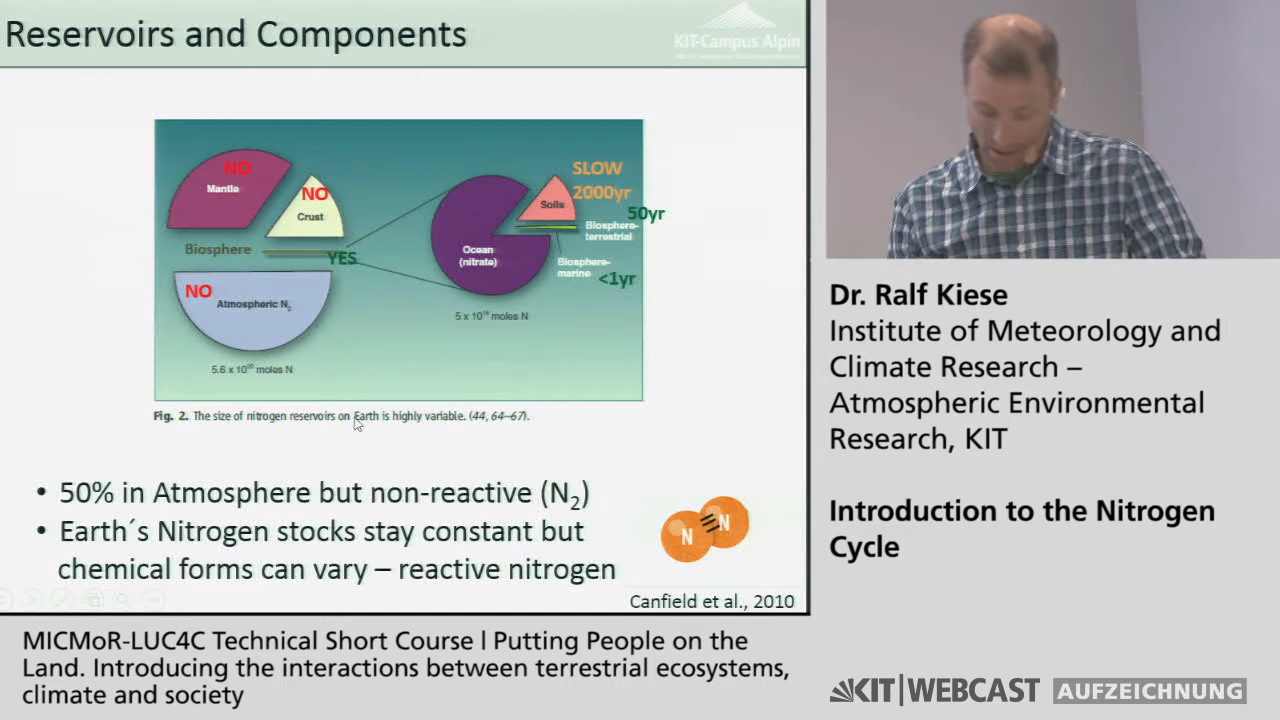 Reservoirs and Components
KIT-Campus Alpin
NO
Mantle
NO
Crust
Biosphere
YES
NO
Atmospheric N₂
5.6 x 10²⁰ moles N
SLOW
2000yr
Soils
50yr
Biosphere-
terrestrial
Ocean
(nitrate)
Biosphere-
marine
<1yr
moles N
Fig. 2. The size of nitrogen reservoirs on Earth is highly variable. (44, 64–67).
• 50% in Atmosphere but non-reactive (N₂)
• Earth´s Nitrogen stocks stay constant but
chemical forms can vary – reactive nitrogen
N
N
Canfield et al., 2010
Dr. Ralf Kiese
Institute of Meteorology and
Climate Research –
Atmospheric Environmental
Research, KIT
Introduction to the Nitrogen
Cycle
MICMoR-LUC4C Technical Short Course | Putting People on the
Land. Introducing the interactions between terrestrial ecosystems,
climate and society
KIT|WEBCAST AUFZEICHNUNG